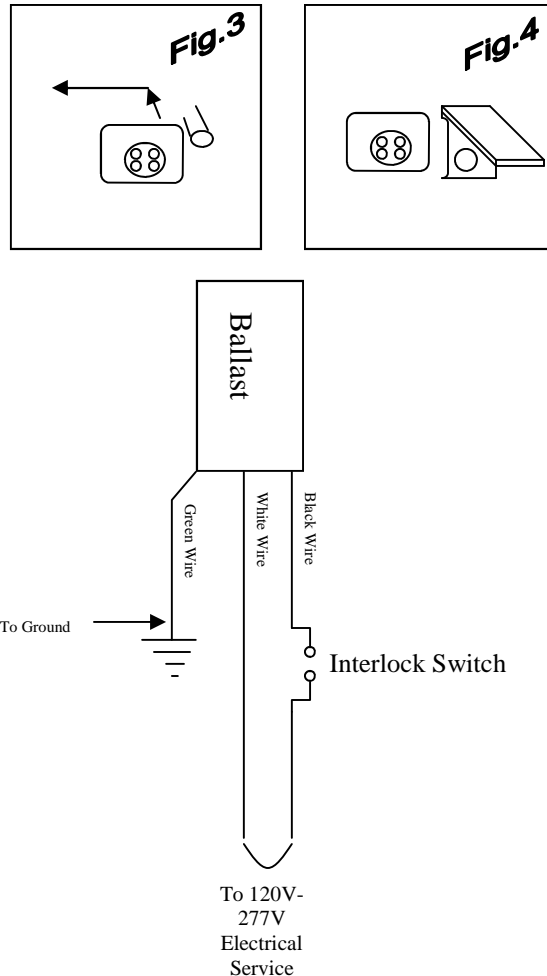 Fig.3
Fig.4
Ballast
Green Wire
White Wire
Black Wire
To Ground
Interlock Switch
To 120V-
277V
Electrical
Service